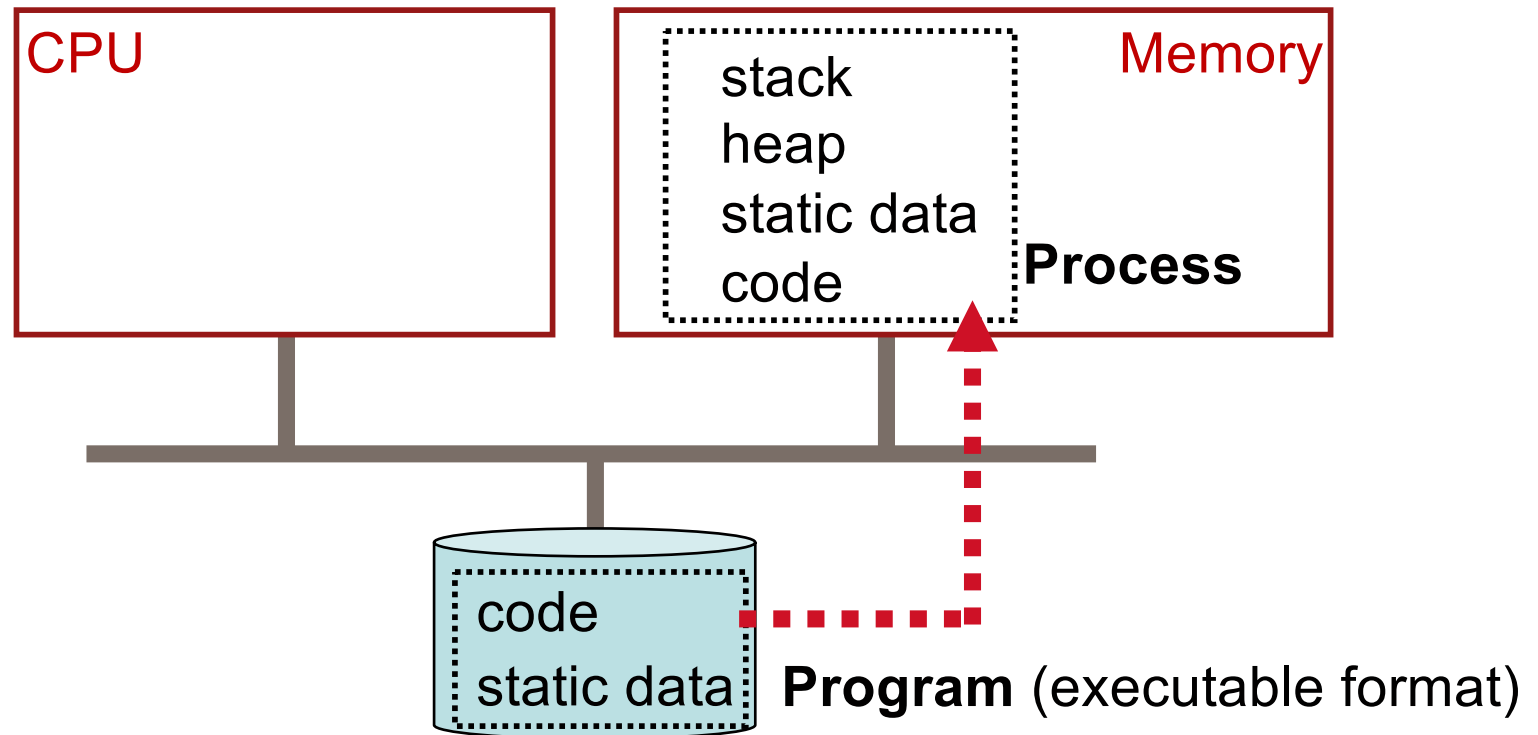 CPU
Memory
stack
heap
static data
code
Process
code
static data
Program (executable format)